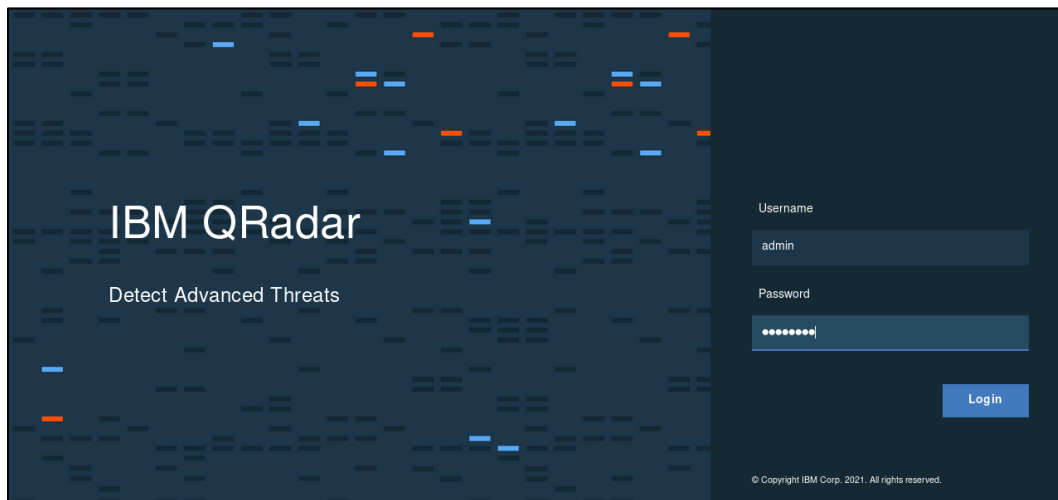 IBM QRadar
Detect Advanced Threats
Username
admin
Password
••••••••
Login
© Copyright IBM Corp. 2021. All rights reserved.